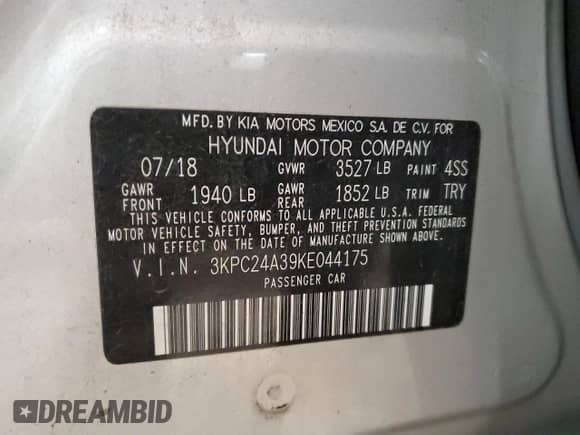 MFD. BY KIA MOTORS MEXICO S.A. DE C.V. FOR
HYUNDAI MOTOR COMPANY
07/18 GVWR 3527 LB PAINT 4SS
GAWR FRONT 1940 LB GAWR REAR 1852 LB TRIM TRY
THIS VEHICLE CONFORMS TO ALL APPLICABLE U.S.A. FEDERAL
MOTOR VEHICLE SAFETY, BUMPER, AND THEFT PREVENTION STANDARDS
IN EFFECT ON THE DATE OF MANUFACTURE SHOWN ABOVE.
V.I.N. 3KPC24A39KE044175
PASSENGER CAR
DREAMBID